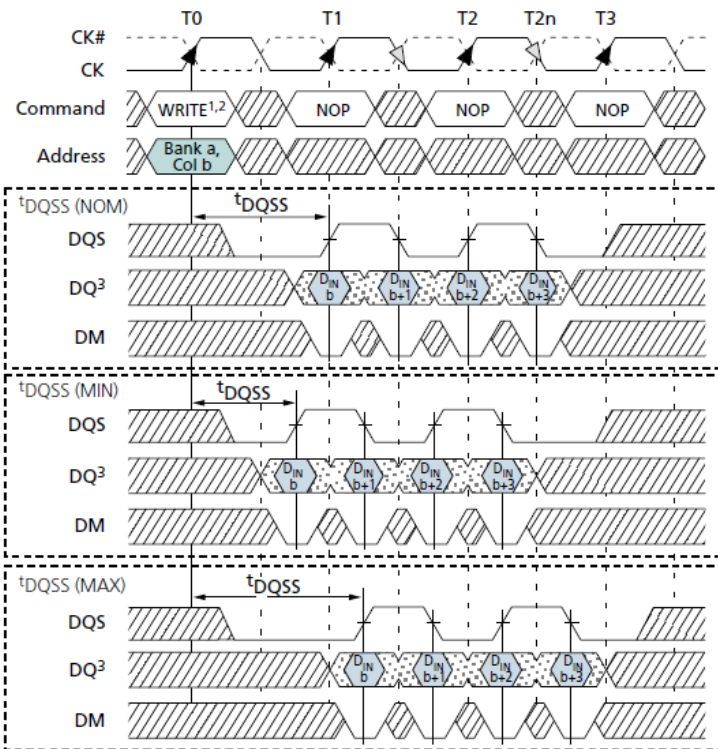 T0 T1 T2 T2n T3
CK#
CK
Command WRITE1,2 NOP NOP NOP
Address Bank a,
Col b
tDQSS (NOM) tDQSS
DQS
DQ3 DIN b DIN b+1 DIN b+2 DIN b+3
DM
tDQSS (MIN) tDQSS
DQS
DQ3 DIN b DIN b+1 DIN b+2 DIN b+3
DM
tDQSS (MAX) tDQSS
DQS
DQ3 DIN b DIN b+1 DIN b+2 DIN b+3
DM